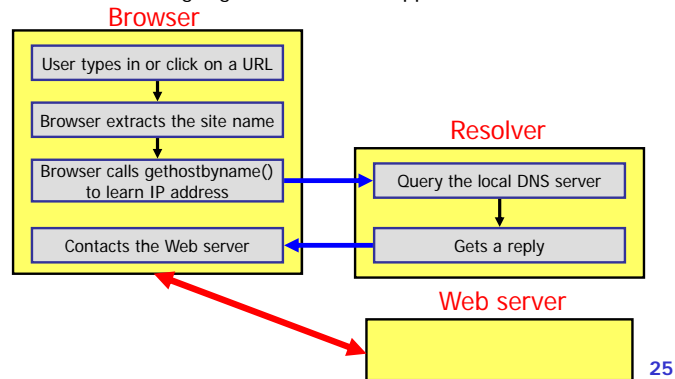 Browser
User types in or click on a URL
Browser extracts the site name
Browser calls gethostbyname()
to learn IP address
Contacts the Web server
Resolver
Query the local DNS server
Gets a reply
Web server
25